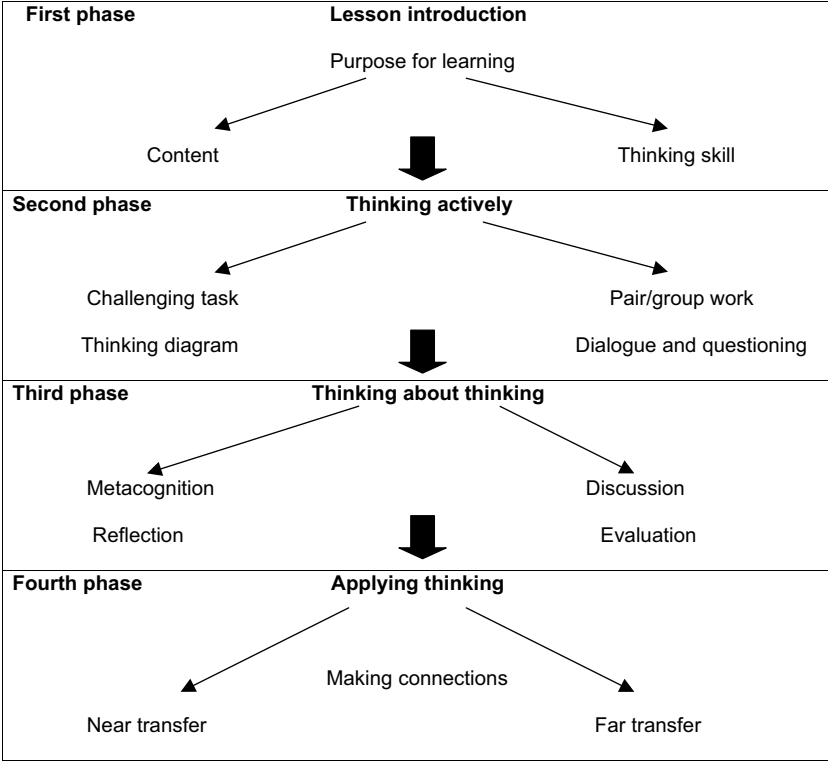 First phase Lesson introduction
Purpose for learning
Content Thinking skill
Second phase Thinking actively
Challenging task Pair/group work
Thinking diagram Dialogue and questioning
Third phase Thinking about thinking
Metacognition Discussion
Reflection Evaluation
Fourth phase Applying thinking
Making connections
Near transfer Far transfer